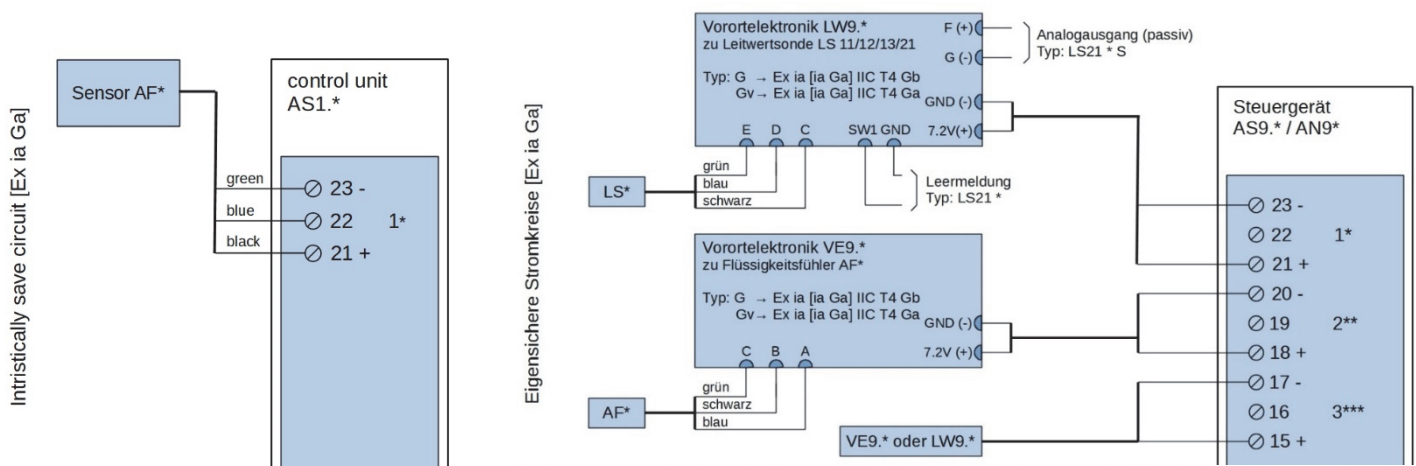 Intristically save circuit [Ex ia Ga]
Sensor AF*
control unit
AS1.*
green
23 -
blue
22 1*
black
21 +
Eigensichere Stromkreise [Ex ia Ga]
Vorortelektronik LW9.*
zu Leitwertsonde LS 11/12/13/21
Typ: G → Ex ia [ia Ga] IIC T4 Gb
Gv→ Ex ia [ia Ga] IIC T4 Ga
F (+)
G (-)
GND (-)
7.2V(+)
E D C SW1 GND
Analogausgang (passiv)
Typ: LS21 * S
LS*
grün
blau
schwarz
Leermeldung
Typ: LS21 *
Vorortelektronik VE9.*
zu Flüssigkeitsfühler AF*
Typ: G → Ex ia [ia Ga] IIC T4 Gb
Gv→ Ex ia [ia Ga] IIC T4 Ga
GND (-)
7.2V (+)
C B A
AF*
grün
schwarz
blau
VE9.* oder LW9.*
Steuergerät
AS9.* / AN9*
23 -
22 1*
21 +
20 -
19 2**
18 +
17 -
16 3***
15 +